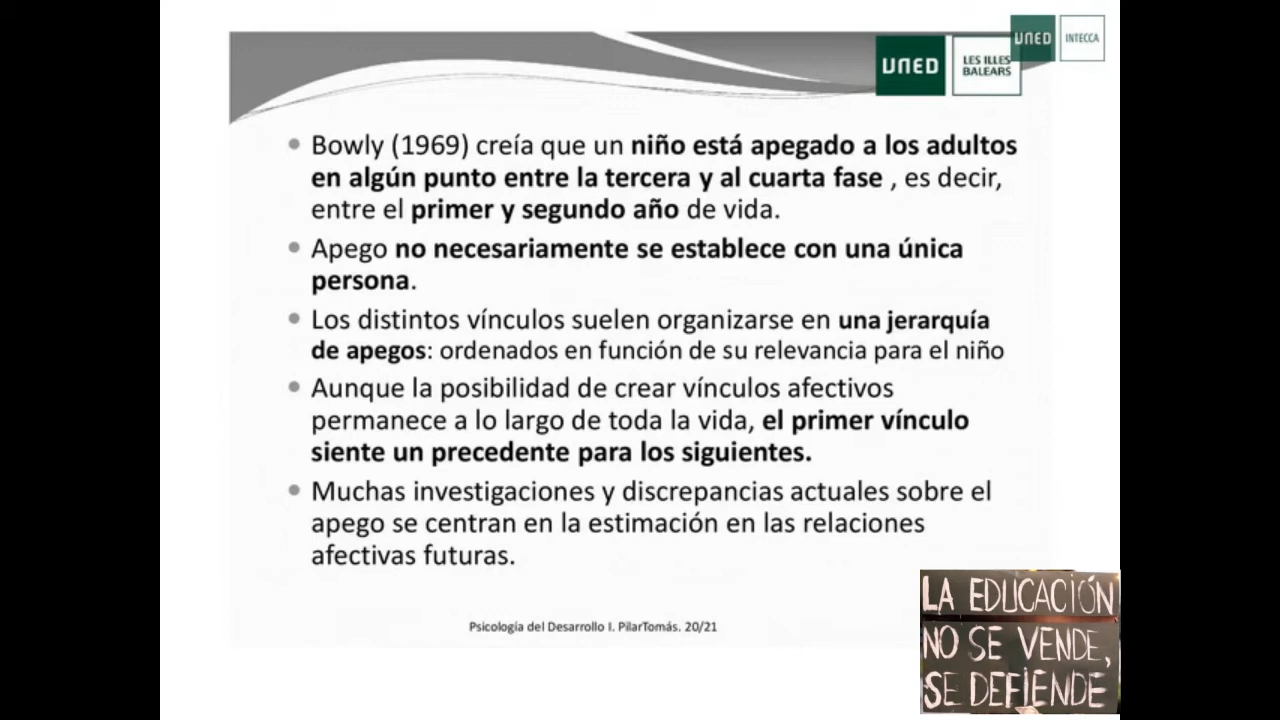 UNED
INTECCA
UNED
LES ILLES
BALEARS
• Bowly (1969) creía que un niño está apegado a los adultos
en algún punto entre la tercera y al cuarta fase , es decir,
entre el primer y segundo año de vida.
• Apego no necesariamente se establece con una única
persona.
• Los distintos vínculos suelen organizarse en una jerarquía
de apegos: ordenados en función de su relevancia para el niño
• Aunque la posibilidad de crear vínculos afectivos
permanece a lo largo de toda la vida, el primer vínculo
siente un precedente para los siguientes.
• Muchas investigaciones y discrepancias actuales sobre el
apego se centran en la estimación en las relaciones
afectivas futuras.
Psicología del Desarrollo I. PilarTomás. 20/21
LA EDUCACIÓN
NO SE VENDE,
SE DEFIENDE